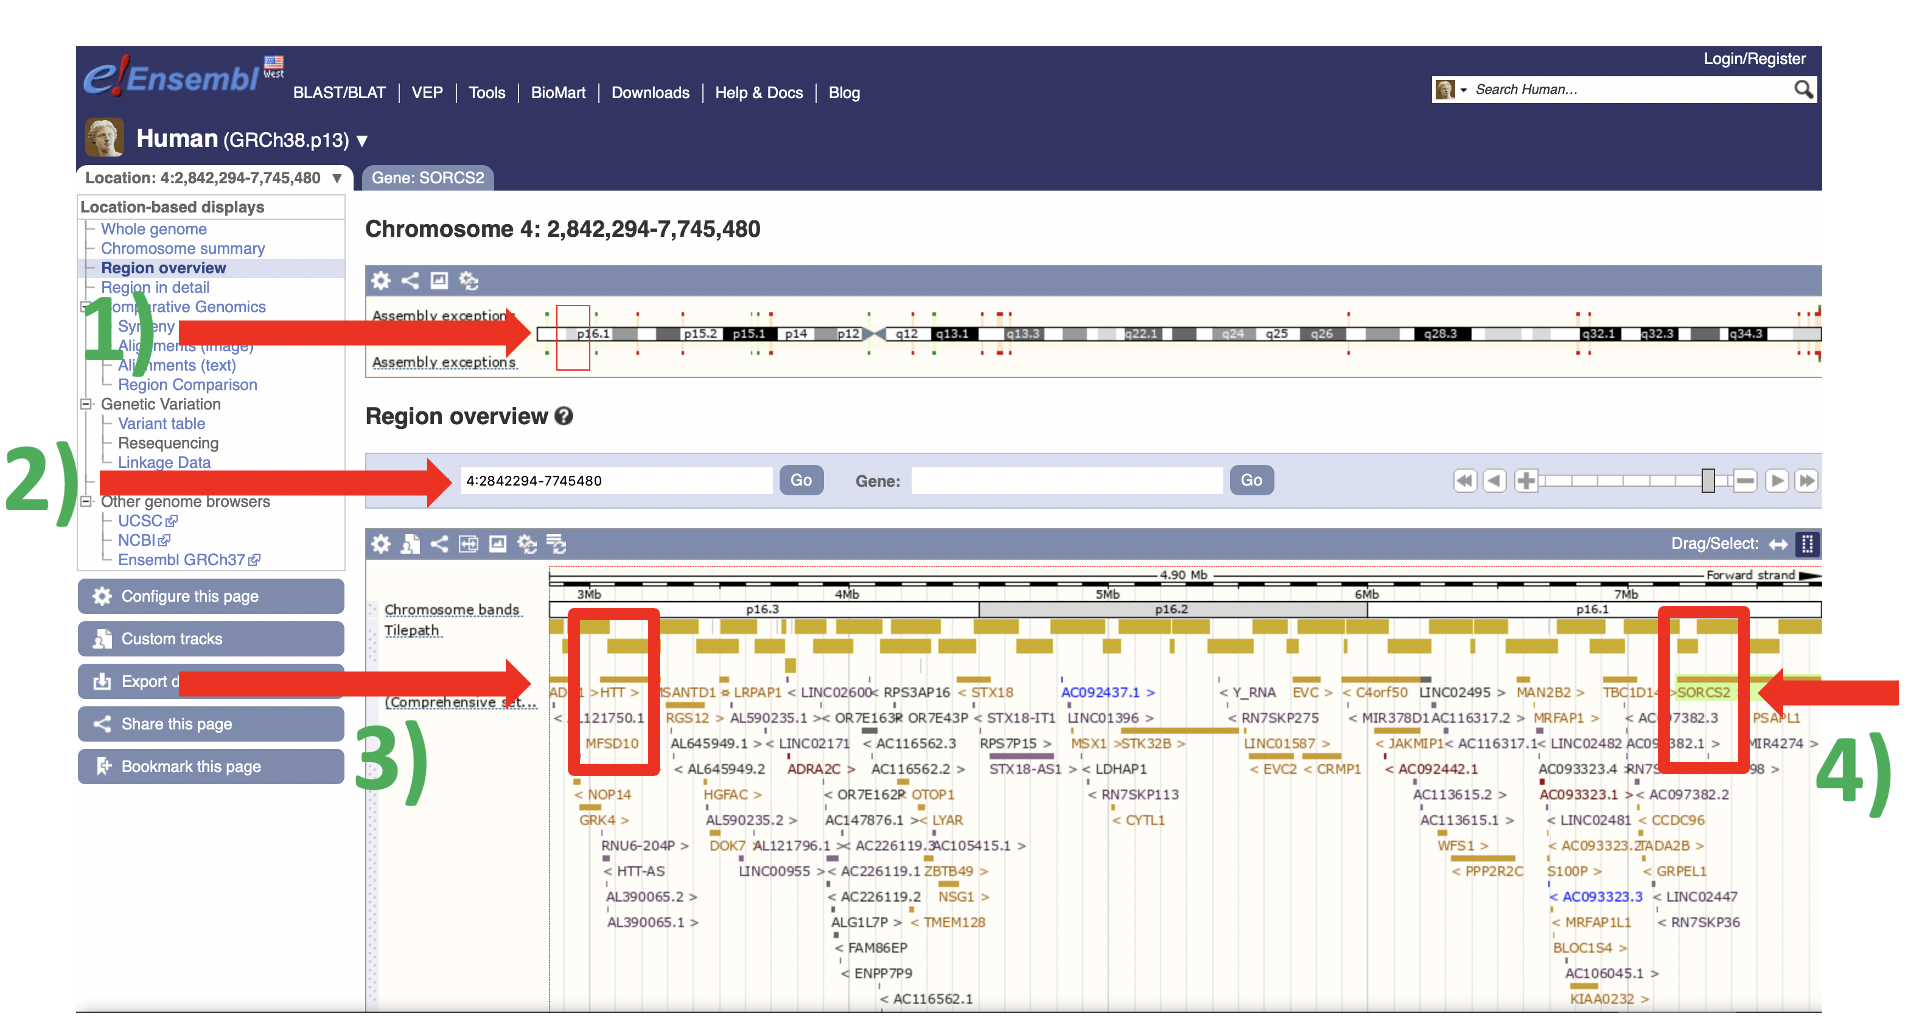 Login/Register
e!Ensembl West
BLAST/BLAT VEP Tools BioMart Downloads Help & Docs Blog
Search Human...
Human (GRCh38.p13) ▼
Location: 4:2,842,294-7,745,480 ▼ Gene: SORCS2
Location-based displays
Whole genome
Chromosome summary
Region overview
Region in detail
omparative Genomics
Alignments (text)
Region Comparison
Genetic Variation
Variant table
Resequencing
Linkage Data
Other genome browsers
UCSC
NCBI
Ensembl GRCh37
Configure this page
Custom tracks
Export d
Share this page
Bookmark this page
1)
2)
3)
4)
Chromosome 4: 2,842,294-7,745,480
Assembly exceptions
p16.1 p15.2 p15.1 p14 p12 q12 q13.1 q13.3 q22.1 q24 q25 q26 q28.3 q32.1 q32.3 q34.3
Assembly exceptions
Region overview ?
4:2842294-7745480 Go Gene: Go
Drag/Select:
4.90 Mb Forward strand
3Mb 4Mb 5Mb 6Mb 7Mb
Chromosome bands p16.3 p16.2 p16.1
Tilepath
HTT > SANTD1 LRPAP1 < LINC02600 < RPS3AP16 < STX18 AC092437.1 > < Y_RNA EVC > < C4orf50 LINC02495 > MAN2B2 > TBC1D14 > SORCS2
(Comprehensive set...
L121750.1 RGS12 > AL590235.1 > < OR7E163P OR7E43P < STX18-IT1 LINC01396 > < RN7SKP275 < MIR378D1 AC116317.2 > MRFAP1 > < AC097382.3 PSAPL1
MFSD10 AL645949.1 > < LINC02171 < AC116562.3 RPS7P15 > MSX1 > STK32B > LINC01587 > < JAKMIP1 < AC116317.1 < LINC02482 AC097382.1 > MIR4274 >
< AL645949.2 ADRA2C > AC116562.2 > STX18-AS1 > < LDHAP1 < EVC2 < CRMP1 < AC092442.1 AC093323.4 > 98 >
< NOP14 HGFAC > < OR7E162P < OTOP1 < RN7SKP113 AC113615.2 > AC093323.1 > < AC097382.2
GRK4 > AL590235.2 > AC147876.1 > < LYAR < CYTL1 AC113615.1 > < LINC02481 < CCDC96
RNU6-204P > DOK7 AL121796.1 > < AC226119.3 AC105415.1 > WFS1 > < AC093323.2 TADA2B >
< HTT-AS LINC00955 > < AC226119.1 ZBTB49 > < PPP2R2C S100P > < GRPEL1
AL390065.2 > < AC226119.2 NSG1 > < AC093323.3 < LINC02447
AL390065.1 > ALG1L7P > < TMEM128 < MRFAP1L1 < RN7SKP36
< FAM86EP BLOC1S4 >
< ENPP7P9 AC106045.1 >
< AC116562.1 KIAA0232 >